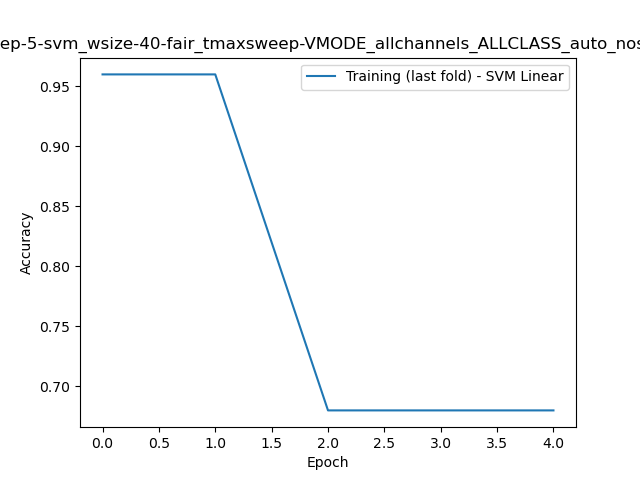 ep-5-svm_wsize-40-fair_tmaxsweep-VMODE_allchannels_ALLCLASS_auto_nos
Training (last fold) - SVM Linear
Accuracy
0.95
0.90
0.85
0.80
0.75
0.70
0.0 0.5 1.0 1.5 2.0 2.5 3.0 3.5 4.0
Epoch